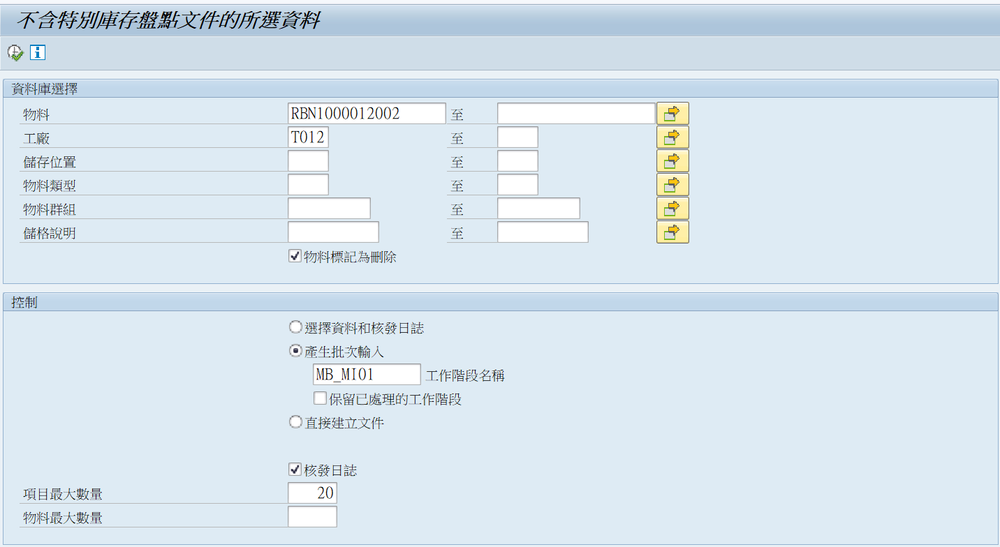 不含特別庫存盤點文件的所選資料
資料庫選擇
物料 RBN1000012002 至
工廠 T012 至
儲存位置 至
物料類型 至
物料群組 至
儲格說明 至
物料標記為刪除
控制
選擇資料和核發日誌
產生批次輸入
MB_MI01 工作階段名稱
保留已處理的工作階段
直接建立文件
核發日誌
項目最大數量 20
物料最大數量